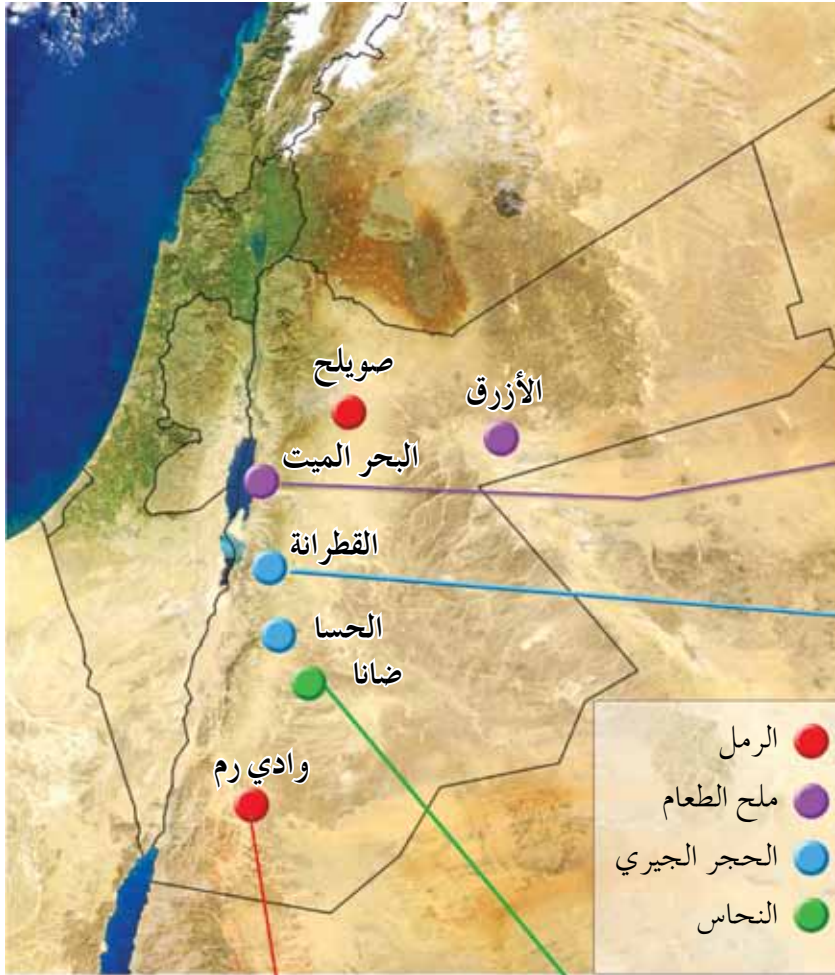 صويلح
الأزرق
البحر الميت
القطرانة
الحسا
ضانا
وادي رم
الرمل
ملح الطعام
الحجر الجيري
النحاس